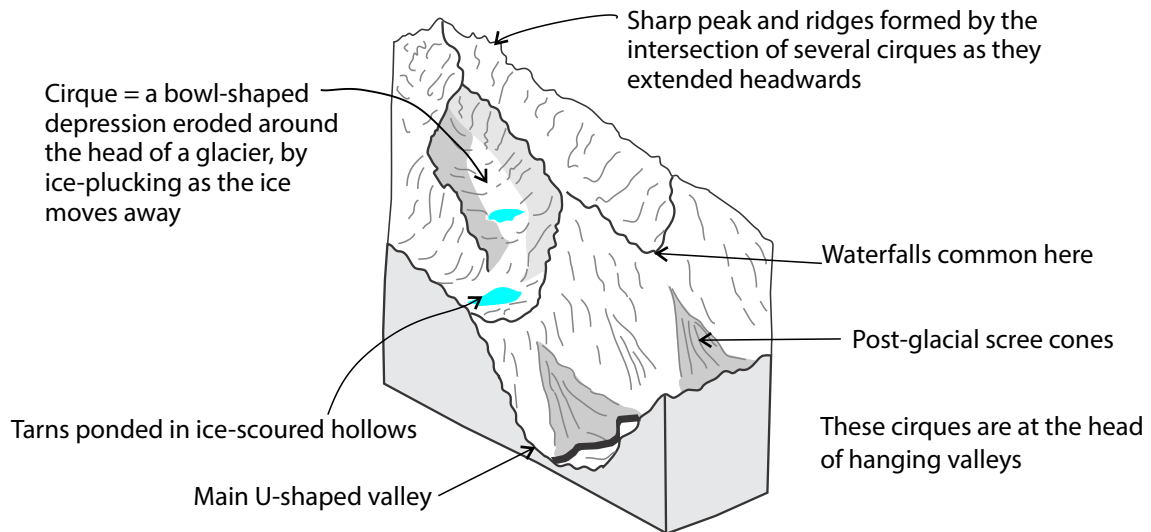 Sharp peak and ridges formed by the
intersection of several cirques as they
extended headwards
Cirque = a bowl-shaped
depression eroded around
the head of a glacier, by
ice-plucking as the ice
moves away
Waterfalls common here
Post-glacial scree cones
Tarns ponded in ice-scoured hollows
These cirques are at the head
of hanging valleys
Main U-shaped valley